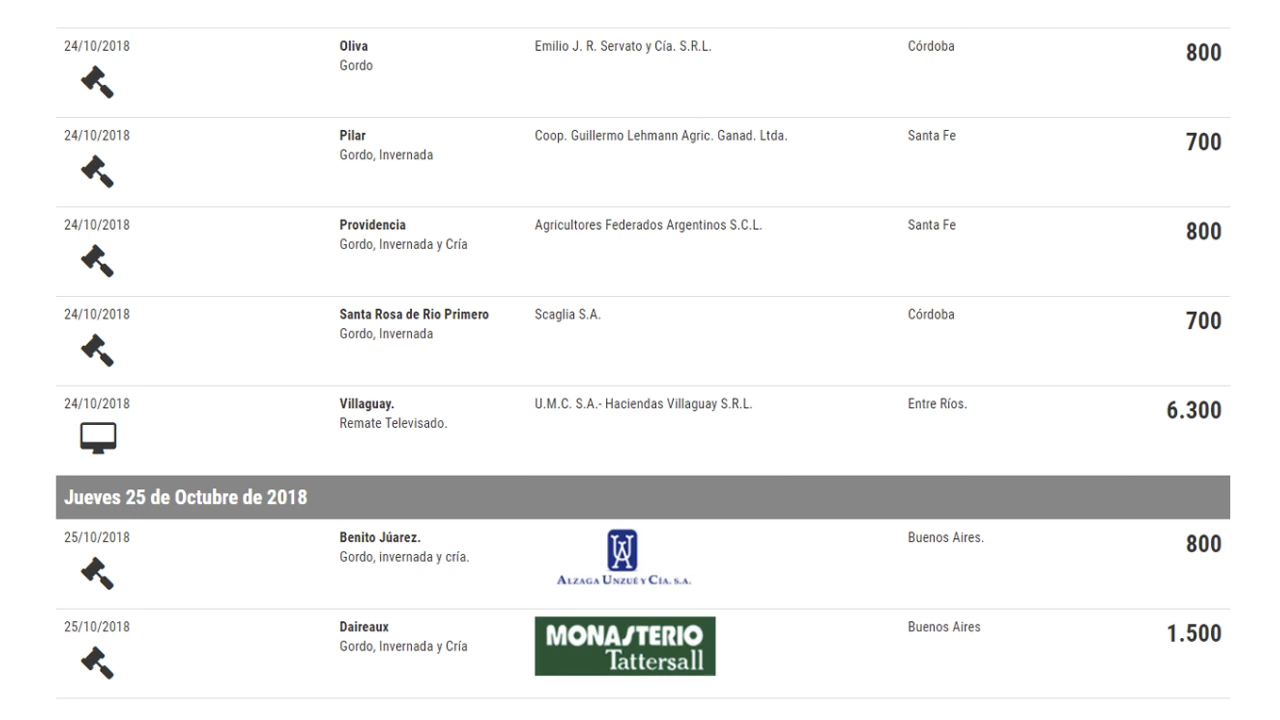 24/10/2018 Oliva Emilio J. R. Servato y Cía. S.R.L. Córdoba 800
Gordo
24/10/2018 Pilar Coop. Guillermo Lehmann Agric. Ganad. Ltda. Santa Fe 700
Gordo, Invernada
24/10/2018 Providencia Agricultores Federados Argentinos S.C.L. Santa Fe 800
Gordo, Invernada y Cría
24/10/2018 Santa Rosa de Rio Primero Scaglia S.A. Córdoba 700
Gordo, Invernada
24/10/2018 Villaguay. U.M.C. S.A.- Haciendas Villaguay S.R.L. Entre Ríos. 6.300
Remate Televisado.
Jueves 25 de Octubre de 2018
25/10/2018 Benito Júarez. Buenos Aires. 800
Gordo, invernada y cría.
ALZAGA UNZUÉ Y CIA. S.A.
25/10/2018 Daireaux MONASTERIO Buenos Aires 1.500
Gordo, Invernada y Cría Tattersall